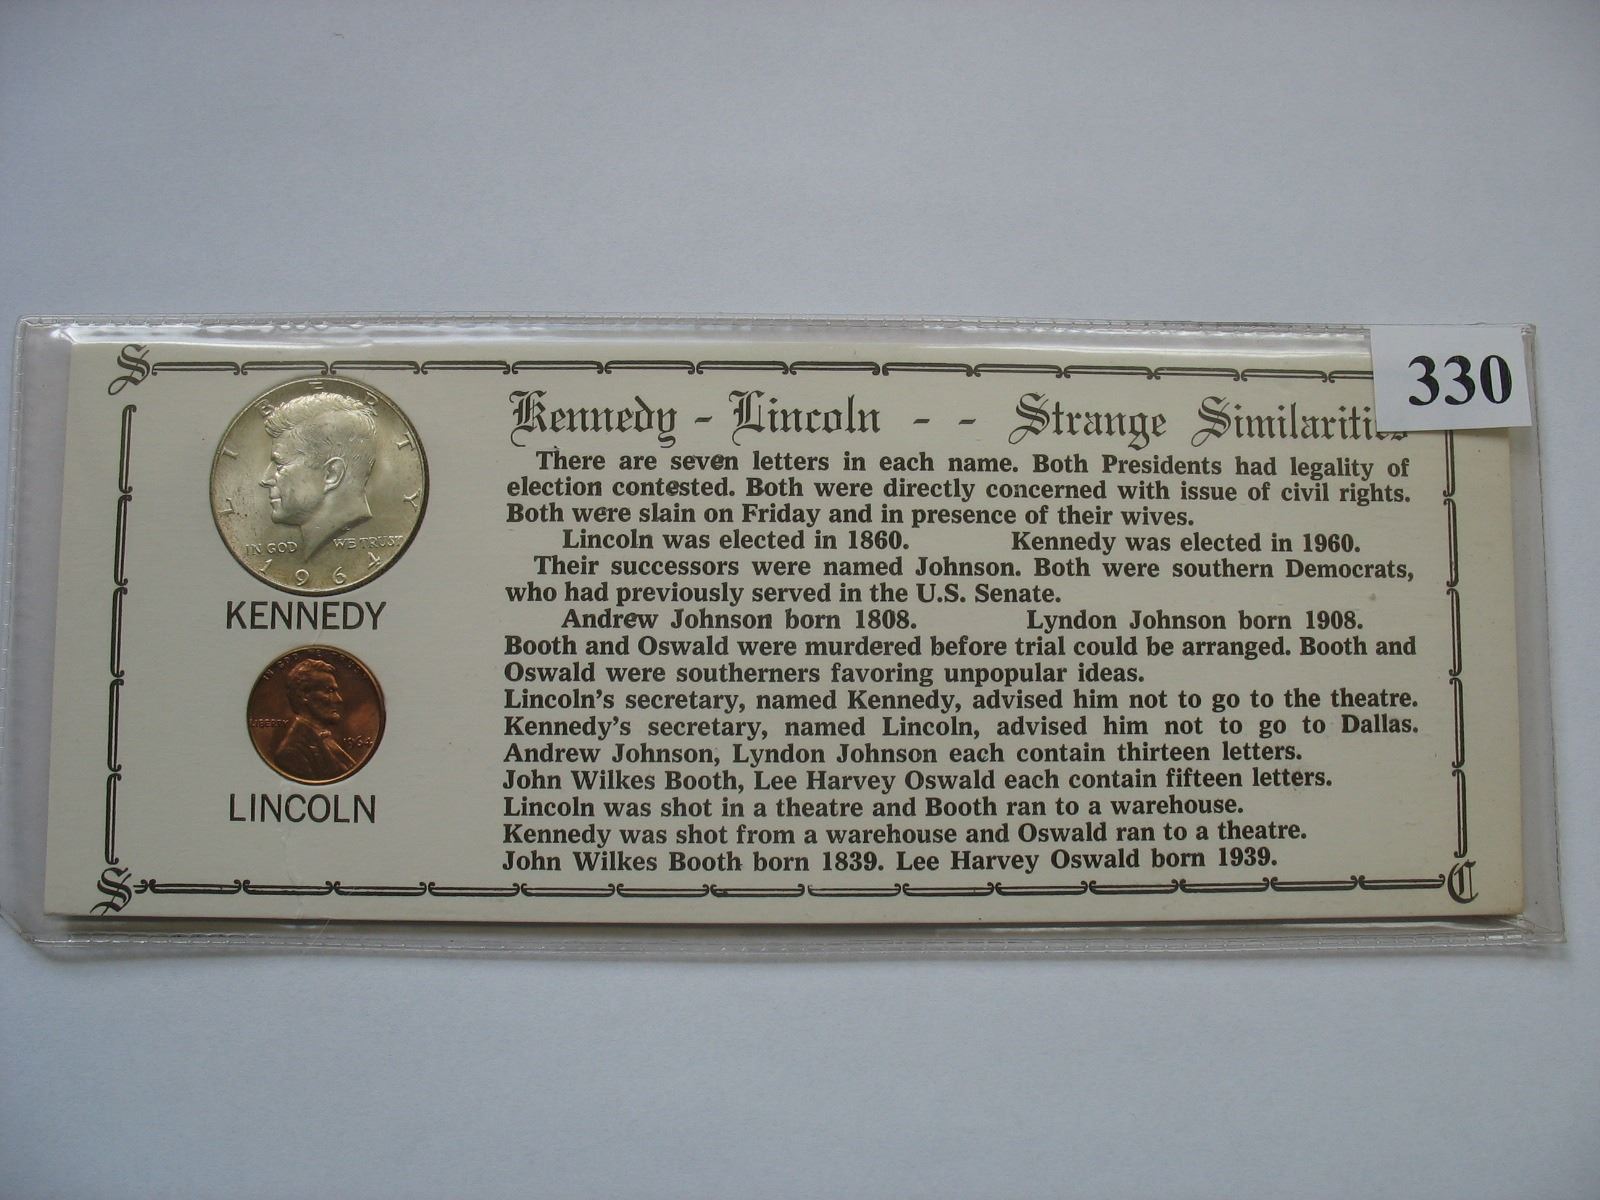 330
Kennedy - Lincoln - - Strange Similarities
There are seven letters in each name. Both Presidents had legality of
election contested. Both were directly concerned with issue of civil rights.
Both were slain on Friday and in presence of their wives.
Lincoln was elected in 1860. Kennedy was elected in 1960.
Their successors were named Johnson. Both were southern Democrats,
who had previously served in the U.S. Senate.
Andrew Johnson born 1808. Lyndon Johnson born 1908.
Booth and Oswald were murdered before trial could be arranged. Booth and
Oswald were southerners favoring unpopular ideas.
Lincoln's secretary, named Kennedy, advised him not to go to the theatre.
Kennedy's secretary, named Lincoln, advised him not to go to Dallas.
Andrew Johnson, Lyndon Johnson each contain thirteen letters.
John Wilkes Booth, Lee Harvey Oswald each contain fifteen letters.
Lincoln was shot in a theatre and Booth ran to a warehouse.
Kennedy was shot from a warehouse and Oswald ran to a theatre.
John Wilkes Booth born 1839. Lee Harvey Oswald born 1939.
LIBERTY
IN GOD WE TRUST
1964
KENNEDY
IN GOD WE TRUST
LIBERTY
1964
LINCOLN
S
S
C